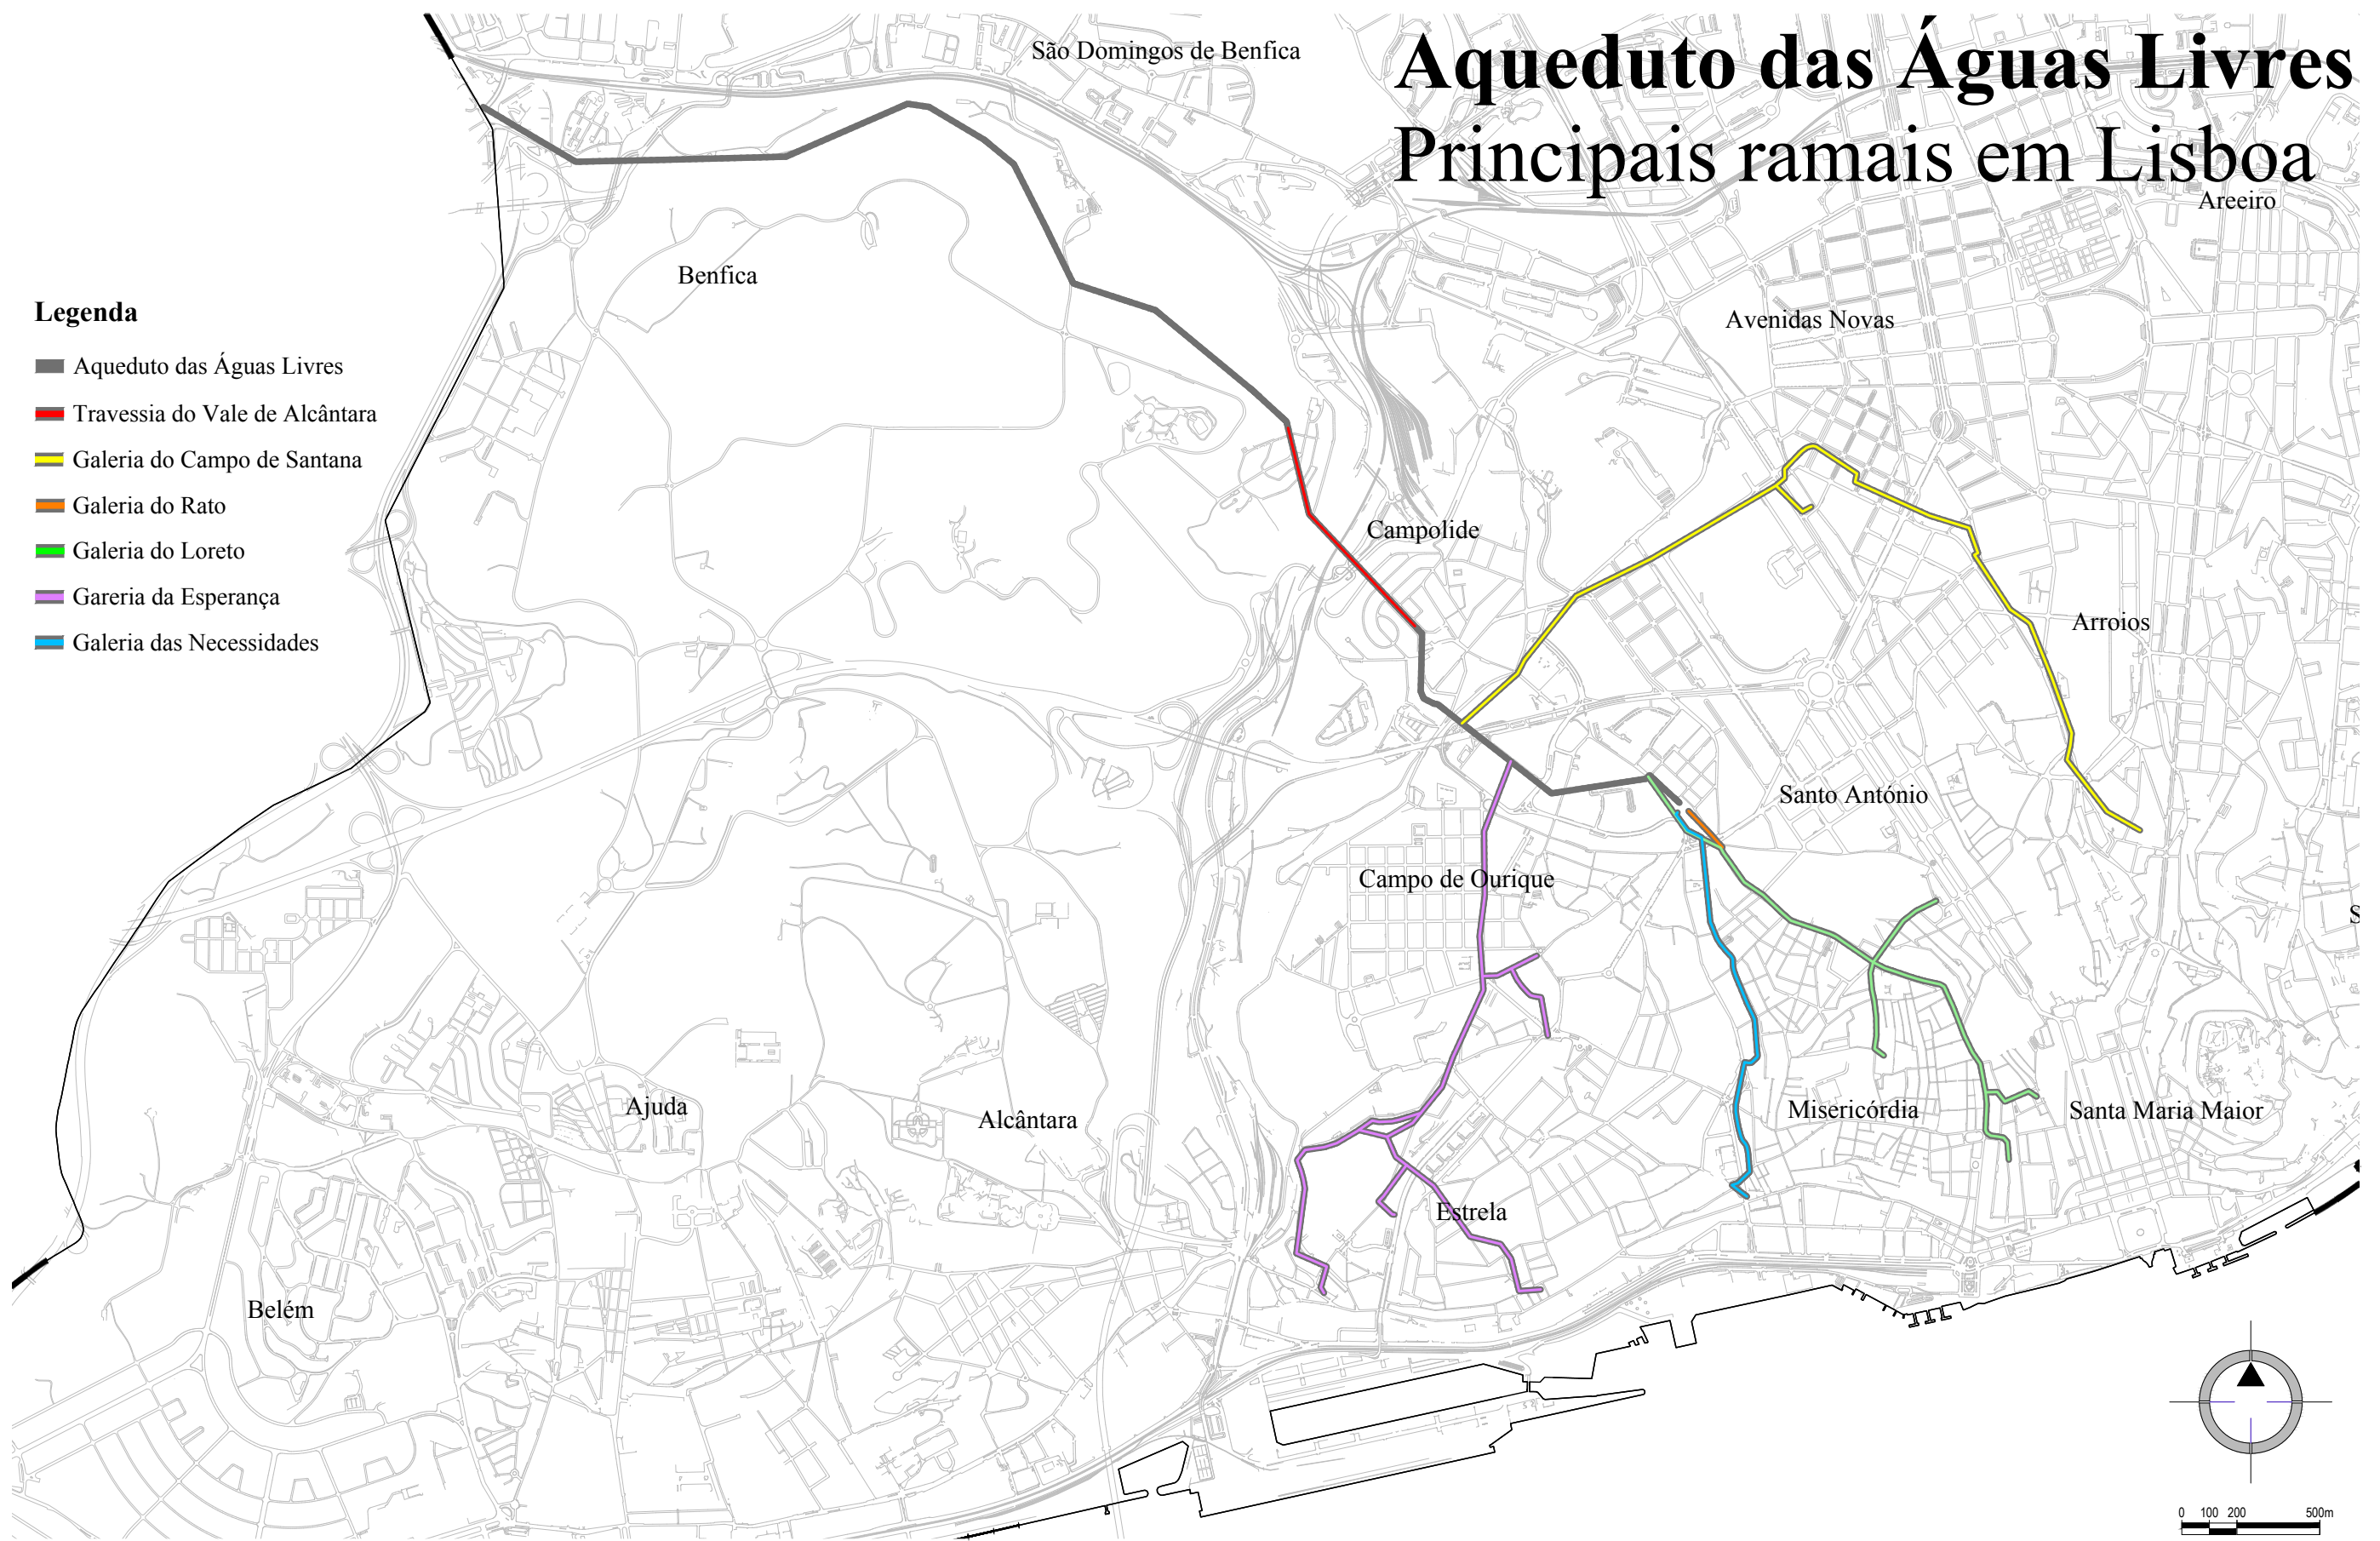 Aqueduto das Águas Livres
Principais ramais em Lisboa
São Domingos de Benfica
Areeiro
Benfica
Avenidas Novas
Legenda
Aqueduto das Águas Livres
Travessia do Vale de Alcântara
Galeria do Campo de Santana
Galeria do Rato
Galeria do Loreto
Gareria da Esperança
Galeria das Necessidades
Campolide
Arroios
Santo António
Campo de Ourique
S
Ajuda
Alcântara
Misericórdia
Santa Maria Maior
Estrela
Belém
0 100 200 500m